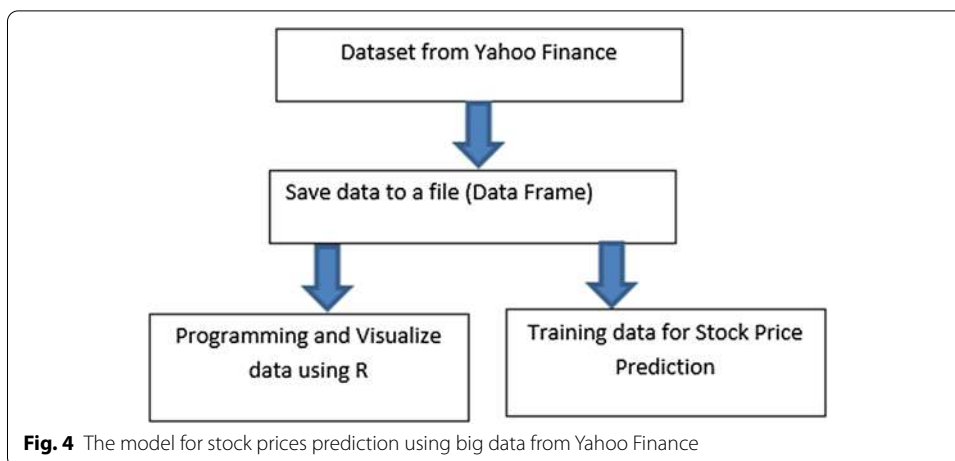 Dataset from Yahoo Finance
Save data to a file (Data Frame)
Programming and Visualize
data using R
Training data for Stock Price
Prediction
Fig. 4 The model for stock prices prediction using big data from Yahoo Finance